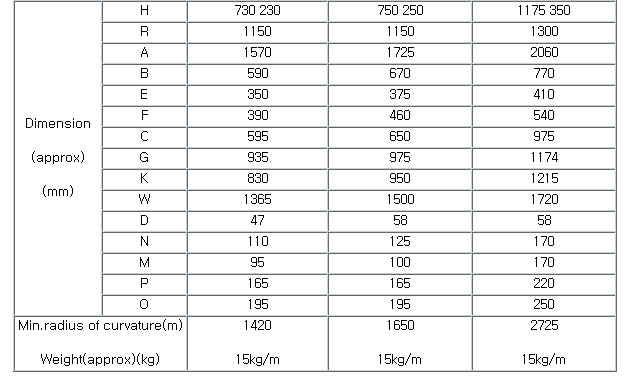 H 730 230 750 250 1175 350
R 1150 1150 1300
A 1570 1725 2060
B 590 670 770
E 350 375 410
F 390 460 540
Dimension
C 595 650 975
(approx)
G 935 975 1174
K 830 950 1215
(mm)
W 1365 1500 1720
D 47 58 58
N 110 125 170
M 95 100 170
P 165 165 220
O 195 195 250
Min.radius of curvature(m) 1420 1650 2725
Weight(approx)(kg) 15kg/m 15kg/m 15kg/m